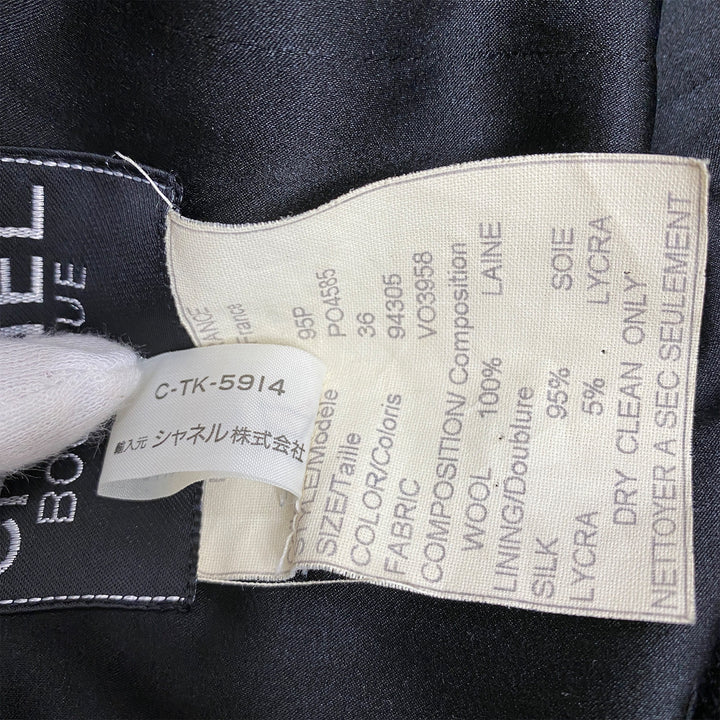 95P
STYLE/Modèle PO4585
SIZE/Taille 36
COLOR/Coloris 94305
FABRIC VO3958
COMPOSITION/ Composition
WOOL 100% LAINE
LINING/Doublure
SILK 95% SOIE
LYCRA 5% LYCRA
DRY CLEAN ONLY
NETTOYER A SEC SEULEMENT
C-TK-5914
輸入元 シャネル株式会社